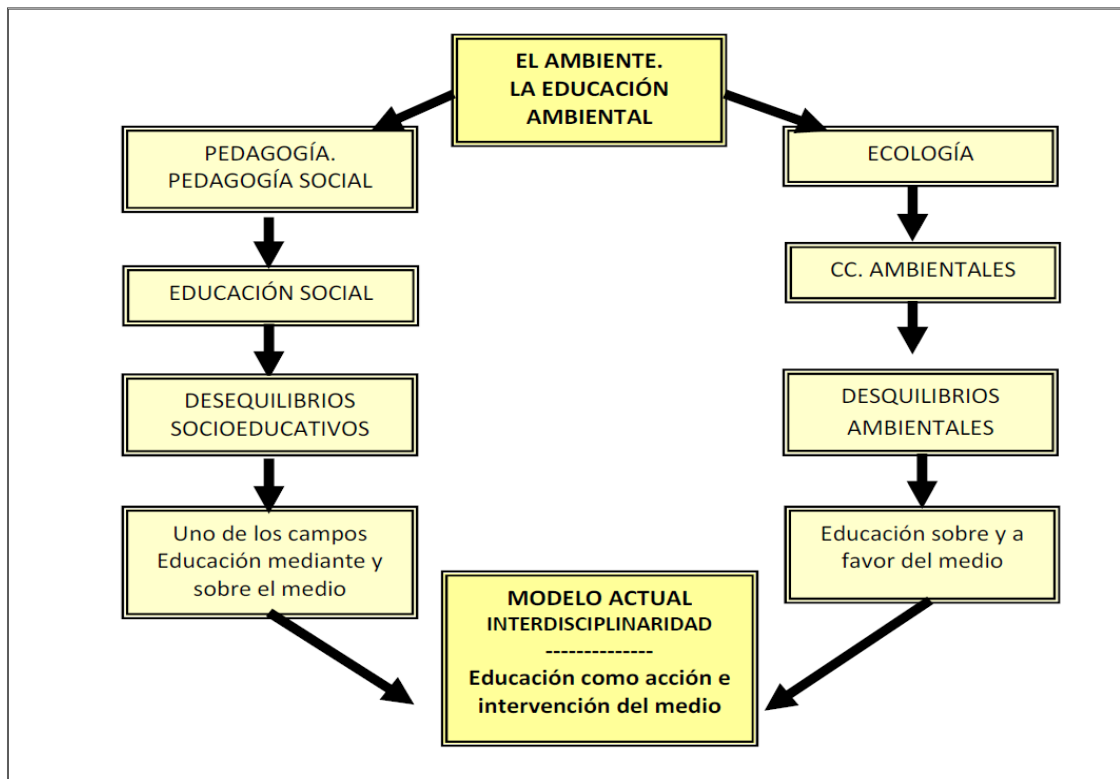 EL AMBIENTE.
LA EDUCACIÓN
AMBIENTAL
PEDAGOGÍA.
PEDAGOGÍA SOCIAL
ECOLOGÍA
EDUCACIÓN SOCIAL
CC. AMBIENTALES
DESEQUILIBRIOS
SOCIOEDUCATIVOS
DESQUILIBRIOS
AMBIENTALES
Uno de los campos
Educación mediante y
sobre el medio
Educación sobre y a
favor del medio
MODELO ACTUAL
INTERDISCIPLINARIDAD
--------------
Educación como acción e
intervención del medio